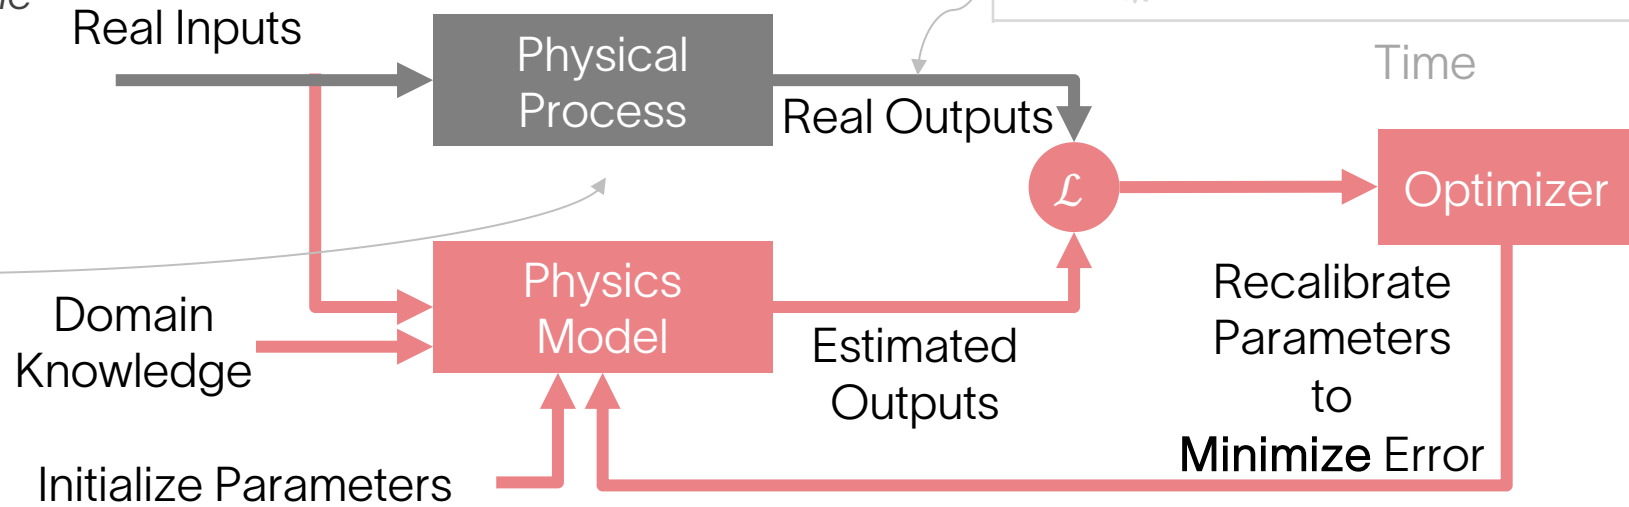 Real Inputs
Physical
Process
Real Outputs
Time
ℒ
Optimizer
Physics
Model
Domain
Knowledge
Estimated
Outputs
Recalibrate
Parameters
to
Minimize Error
Initialize Parameters